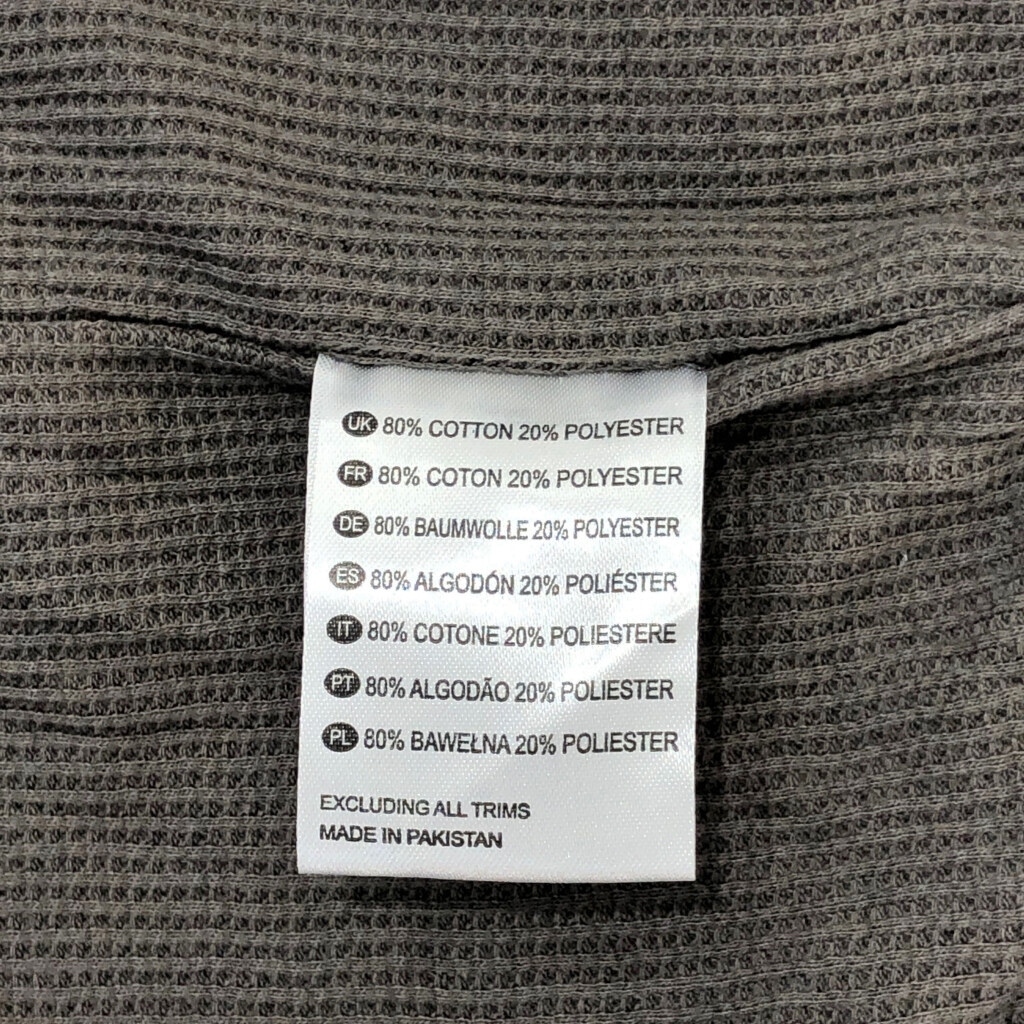 UK 80% COTTON 20% POLYESTER
FR 80% COTON 20% POLYESTER
DE 80% BAUMWOLLE 20% POLYESTER
ES 80% ALGODÓN 20% POLIÉSTER
IT 80% COTONE 20% POLIESTERE
PT 80% ALGODÃO 20% POLIESTER
PL 80% BAWEŁNA 20% POLIESTER
EXCLUDING ALL TRIMS
MADE IN PAKISTAN